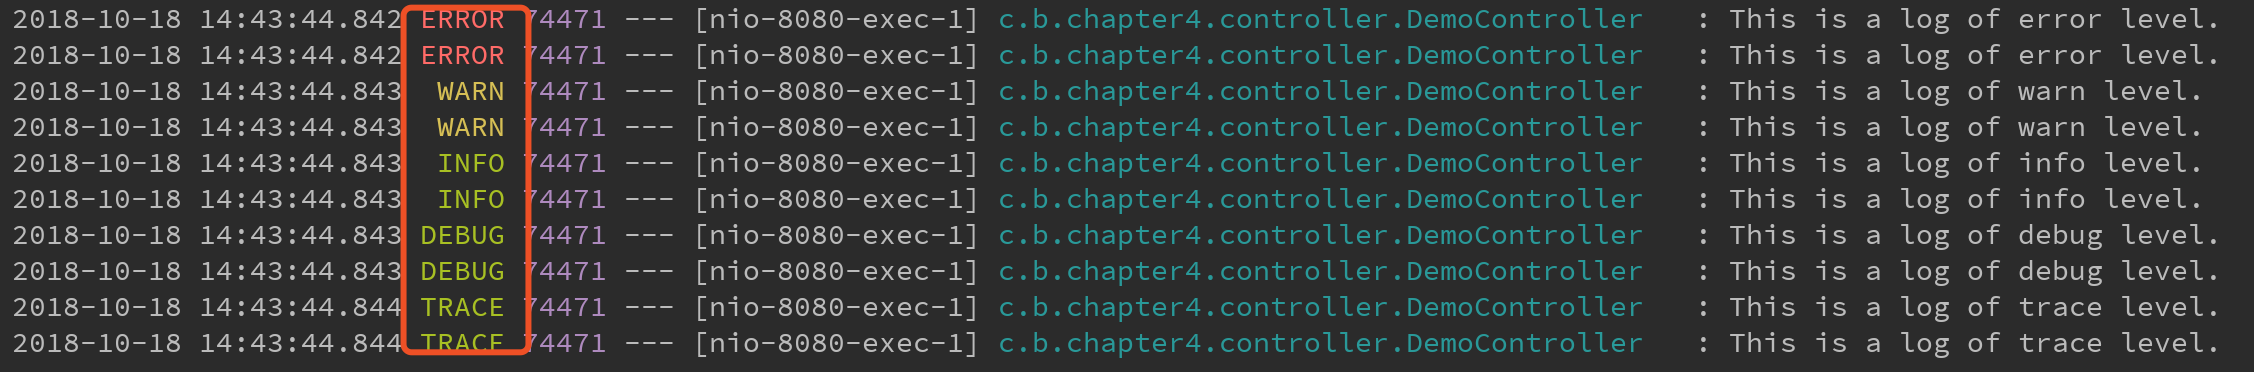 2018-10-18 14:43:44.842 ERROR 74471 --- [nio-8080-exec-1] c.b.chapter4.controller.DemoController : This is a log of error level.
2018-10-18 14:43:44.842 ERROR 74471 --- [nio-8080-exec-1] c.b.chapter4.controller.DemoController : This is a log of error level.
2018-10-18 14:43:44.843 WARN 74471 --- [nio-8080-exec-1] c.b.chapter4.controller.DemoController : This is a log of warn level.
2018-10-18 14:43:44.843 WARN 74471 --- [nio-8080-exec-1] c.b.chapter4.controller.DemoController : This is a log of warn level.
2018-10-18 14:43:44.843 INFO 74471 --- [nio-8080-exec-1] c.b.chapter4.controller.DemoController : This is a log of info level.
2018-10-18 14:43:44.843 INFO 74471 --- [nio-8080-exec-1] c.b.chapter4.controller.DemoController : This is a log of info level.
2018-10-18 14:43:44.843 DEBUG 74471 --- [nio-8080-exec-1] c.b.chapter4.controller.DemoController : This is a log of debug level.
2018-10-18 14:43:44.843 DEBUG 74471 --- [nio-8080-exec-1] c.b.chapter4.controller.DemoController : This is a log of debug level.
2018-10-18 14:43:44.844 TRACE 74471 --- [nio-8080-exec-1] c.b.chapter4.controller.DemoController : This is a log of trace level.
2018-10-18 14:43:44.844 TRACE 74471 --- [nio-8080-exec-1] c.b.chapter4.controller.DemoController : This is a log of trace level.